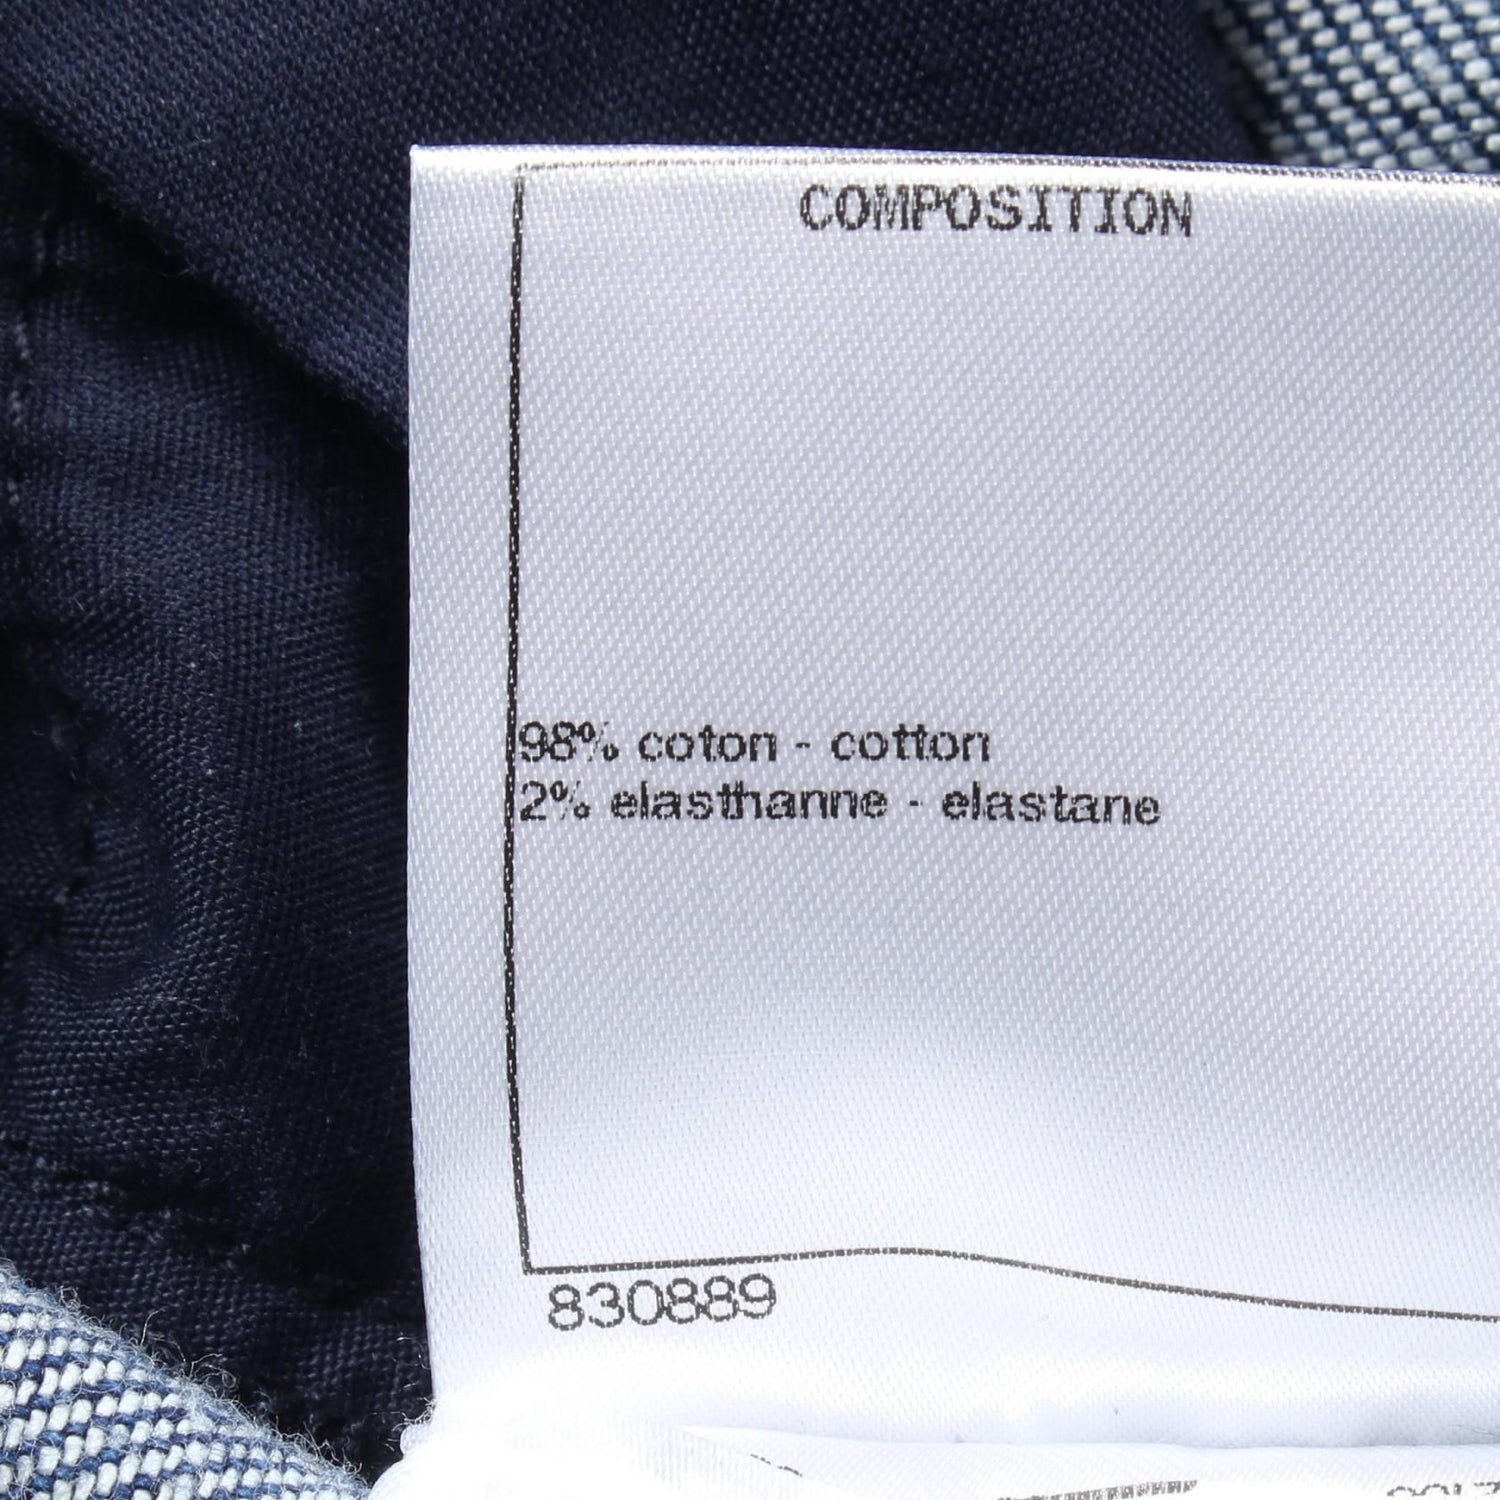 COMPOSITION
98% coton - cotton
2% elasthanne - elastane
830889